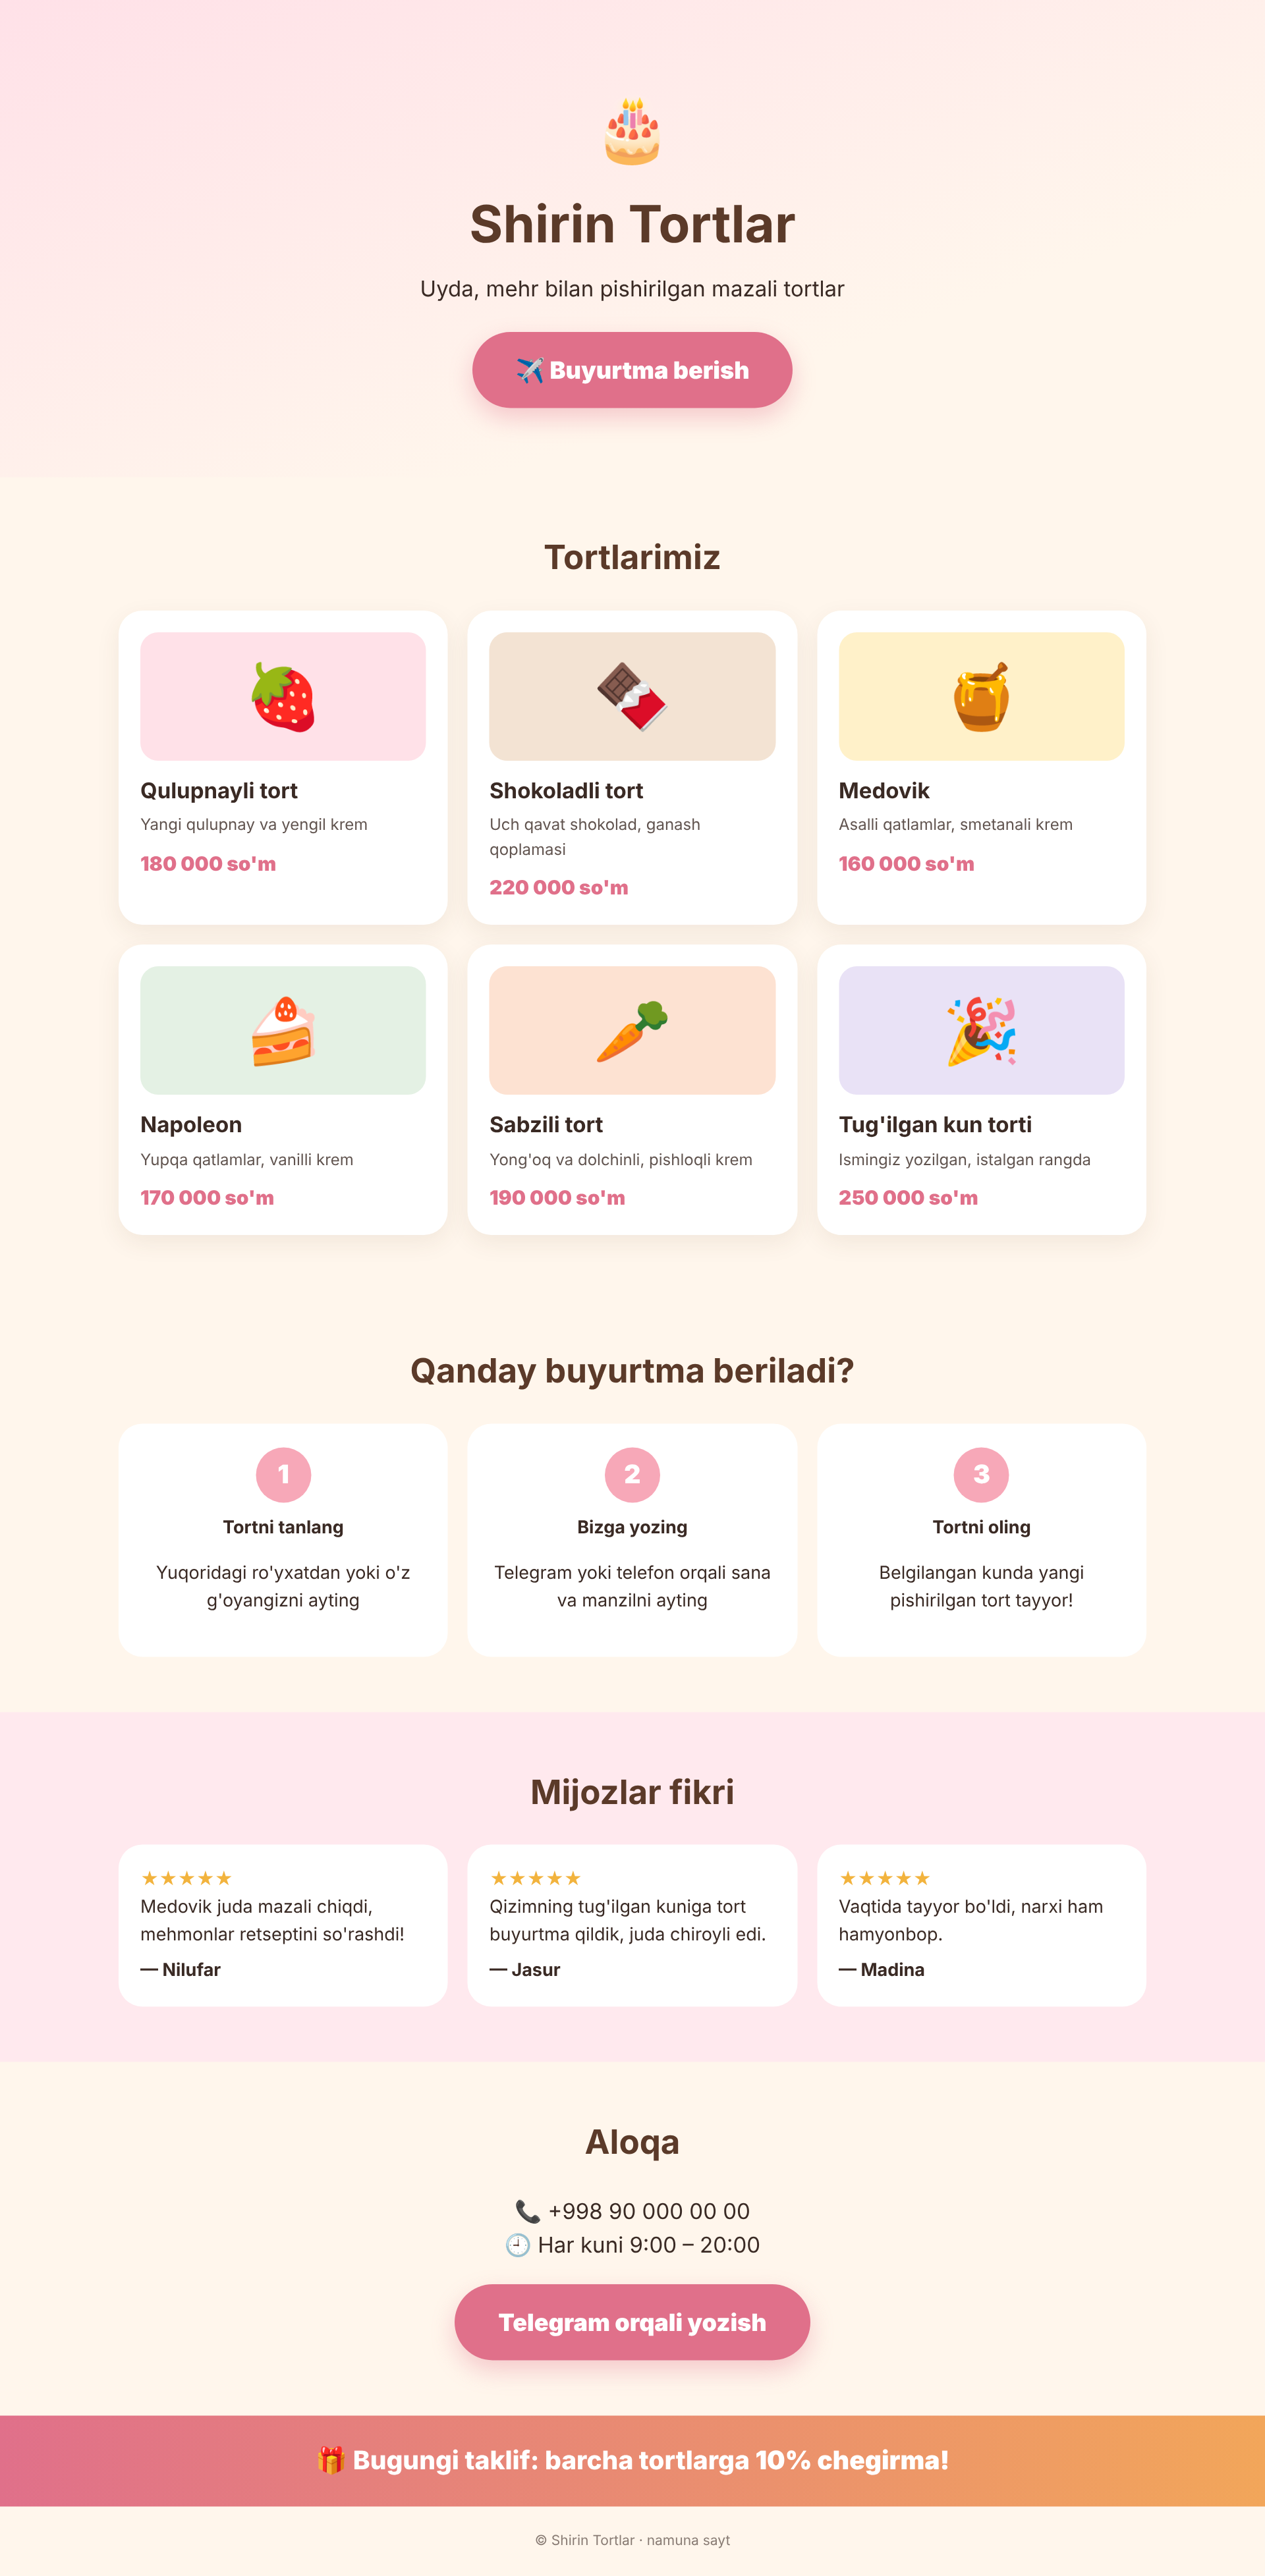 Shirin Tortlar
Uyda, mehr bilan pishirilgan mazali tortlar
✈️ Buyurtma berish
Tortlarimiz
Qulupnayli tort
Yangi qulupnay va yengil krem
180 000 so'm
Shokoladli tort
Uch qavat shokolad, ganash
qoplamasi
220 000 so'm
Medovik
Asalli qatlamlar, smetanali krem
160 000 so'm
Napoleon
Yupqa qatlamlar, vanilli krem
170 000 so'm
Sabzili tort
Yong'oq va dolchinli, pishloqli krem
190 000 so'm
Tug'ilgan kun torti
Ismingiz yozilgan, istalgan rangda
250 000 so'm
Qanday buyurtma beriladi?
1
Tortni tanlang
Yuqoridagi ro'yxatdan yoki o'z
g'oyangizni ayting
2
Bizga yozing
Telegram yoki telefon orqali sana
va manzilni ayting
3
Tortni oling
Belgilangan kunda yangi
pishirilgan tort tayyor!
Mijozlar fikri
★★★★★
Medovik juda mazali chiqdi,
mehmonlar retseptini so'rashdi!
— Nilufar
★★★★★
Qizimning tug'ilgan kuniga tort
buyurtma qildik, juda chiroyli edi.
— Jasur
★★★★★
Vaqtida tayyor bo'ldi, narxi ham
hamyonbop.
— Madina
Aloqa
📞 +998 90 000 00 00
🕘 Har kuni 9:00 – 20:00
Telegram orqali yozish
🎁 Bugungi taklif: barcha tortlarga 10% chegirma!
© Shirin Tortlar · namuna sayt